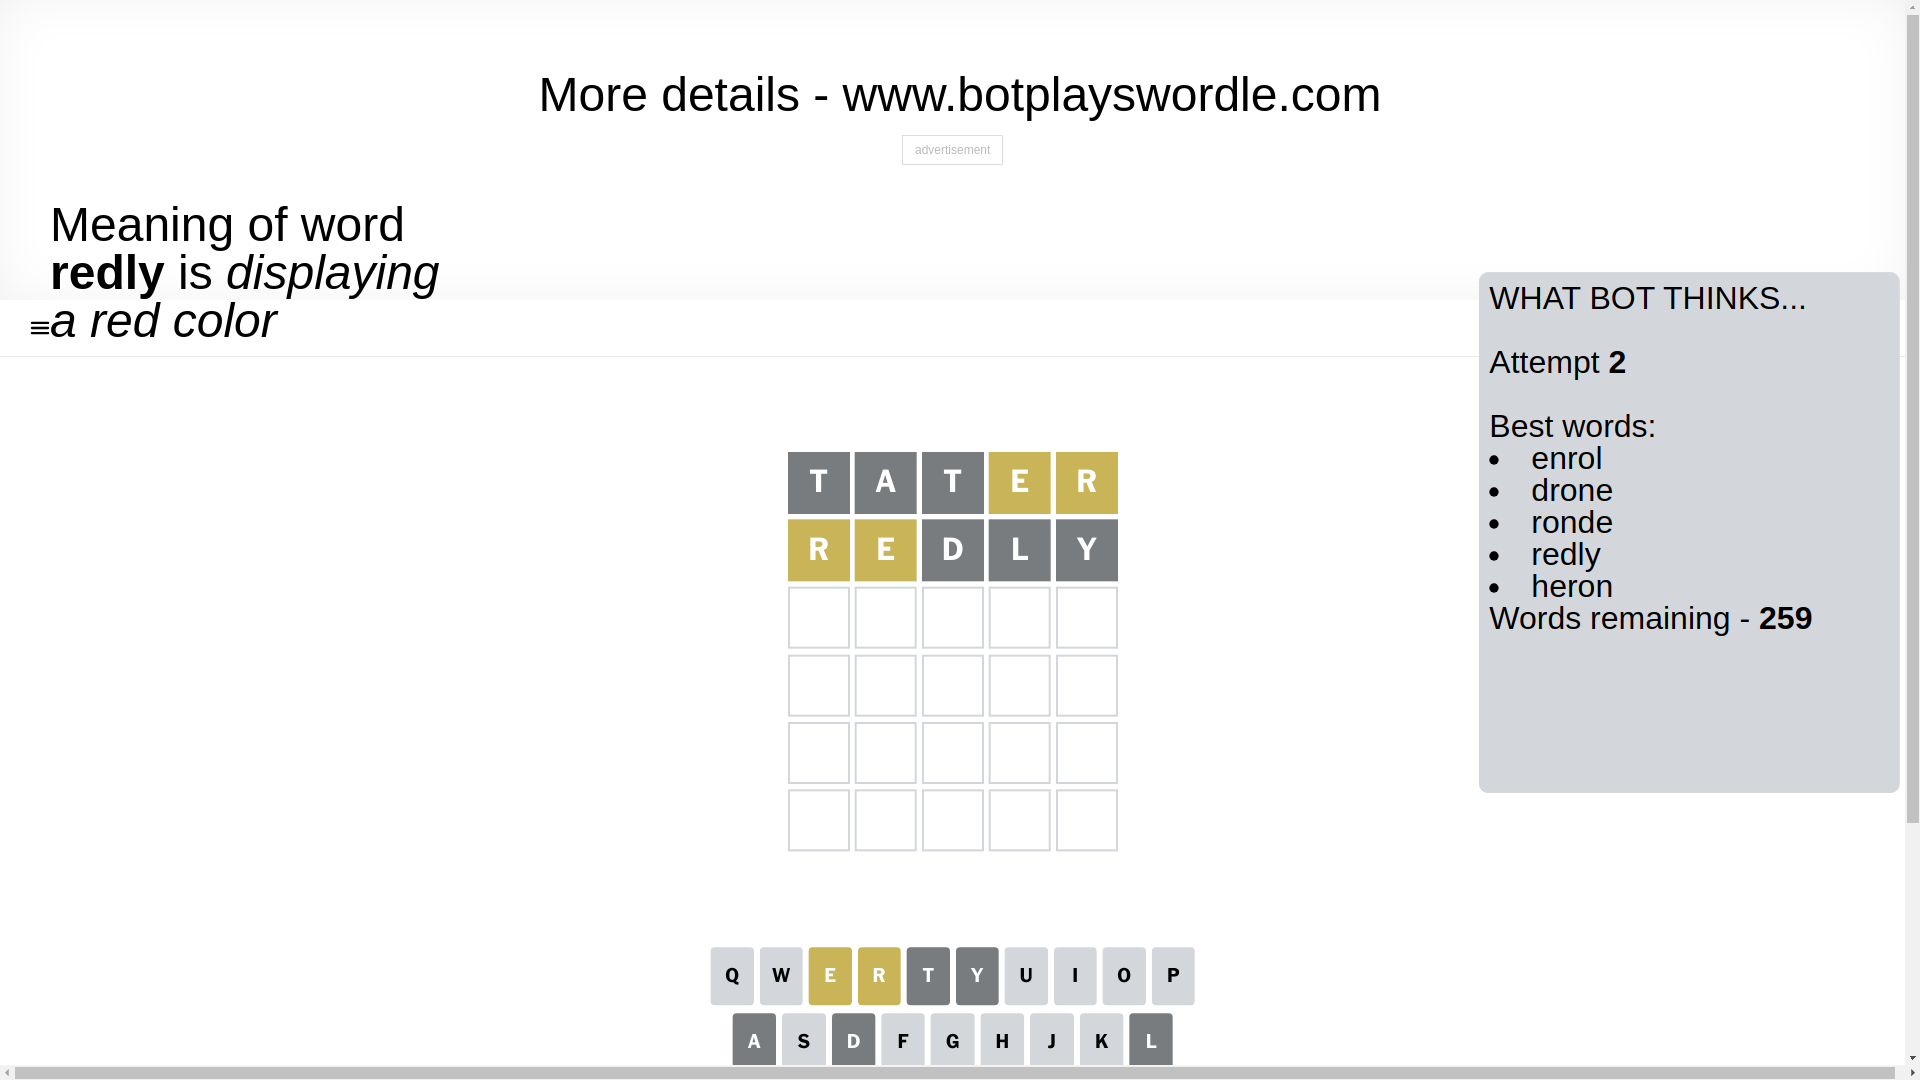 More details - www.botplayswordle.com
advertisement
Meaning of word
redly is displaying
a red color
WHAT BOT THINKS...
Attempt 2
Best words:
• enrol
• drone
• ronde
• redly
• heron
Words remaining - 259
T A T E R
R E D L Y
Q W E R T Y U I O P
A S D F G H J K L